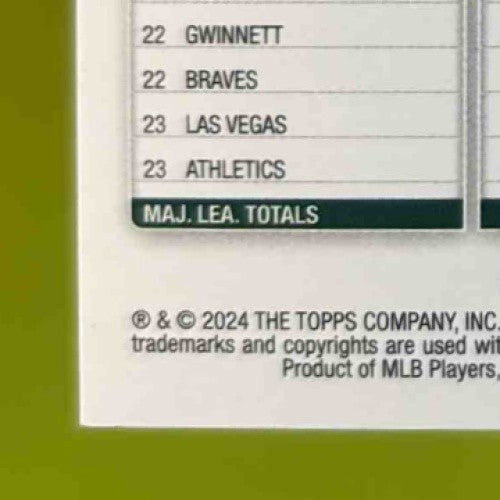 22 GWINNETT
22 BRAVES
23 LAS VEGAS
23 ATHLETICS
MAJ. LEA. TOTALS
® & © 2024 THE TOPPS COMPANY, INC.
trademarks and copyrights are used wit
Product of MLB Players,